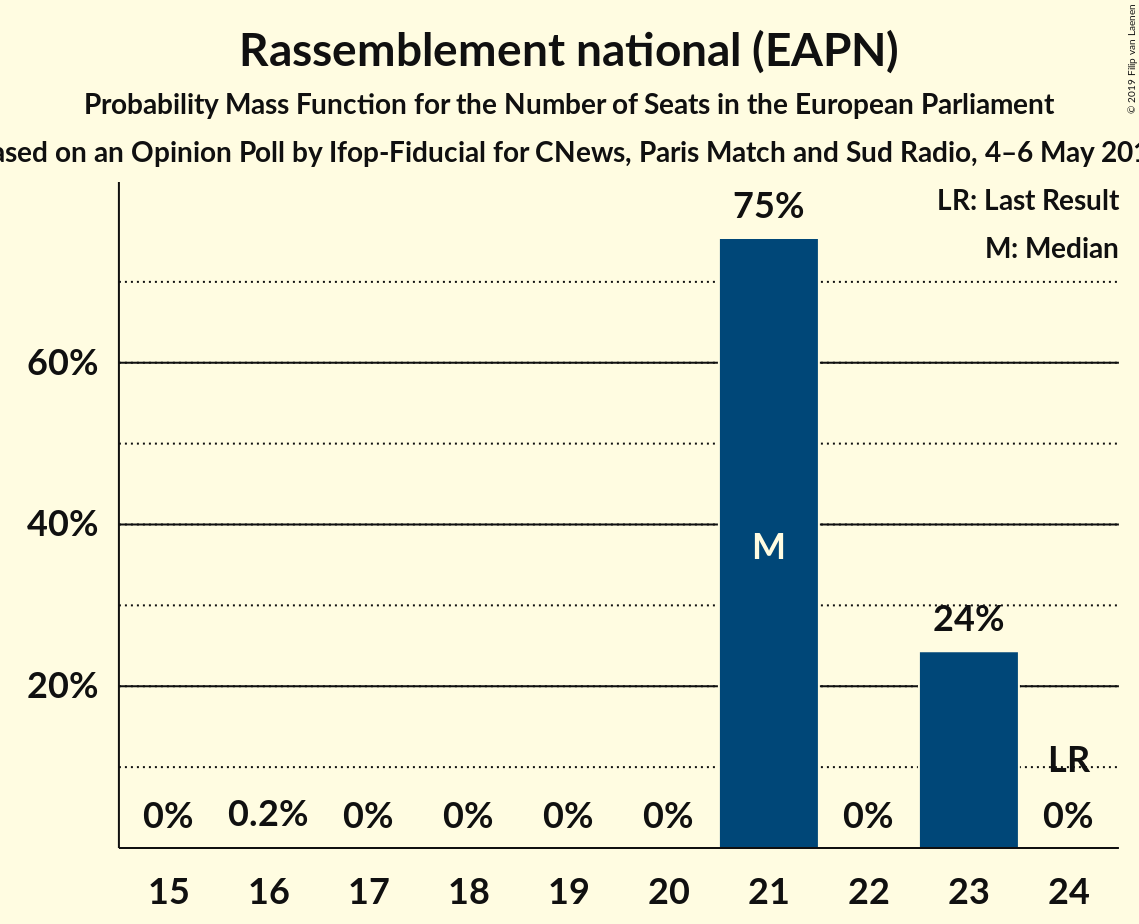 Rassemblement national (EAPN)
Probability Mass Function for the Number of Seats in the European Parliament
on an Opinion Poll by Ifop-Fiducial for CNews, Paris Match and Sud Radio, 4–6 May
© 2019 Filip van Laenen
LR: Last Result
M: Median
75%
60%
40%
20%
M
24%
LR
0% 0.2% 0% 0% 0% 0% 0% 0%
15 16 17 18 19 20 21 22 23 24